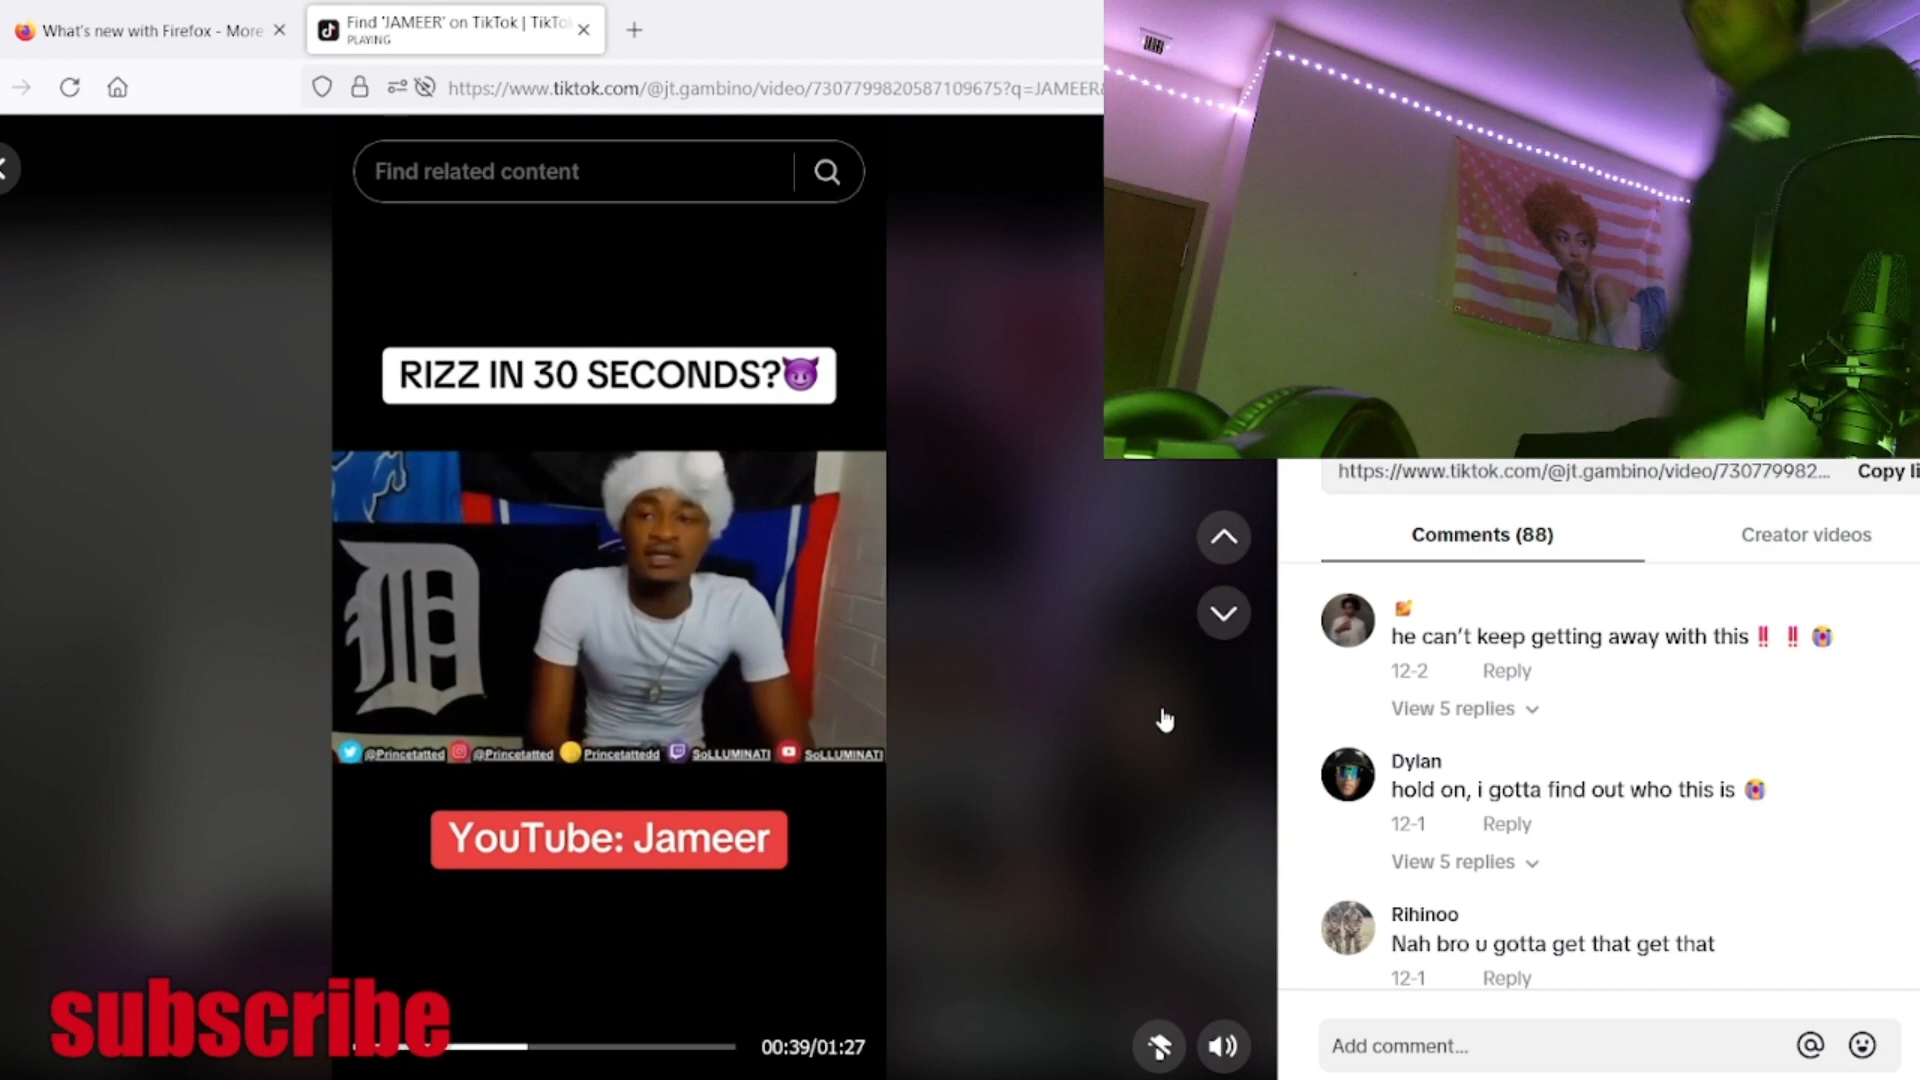 What's new with Firefox - More
Find 'JAMEER' on TikTok | TikTo
PLAYING
https://www.tiktok.com/@jt.gambino/video/7307799820587109675?q=JAMEER
Find related content
RIZZ IN 30 SECONDS?😈
D
@Princetatted @Princetatted Princetattedd SoLLUMINATI SoLLUMINATI
YouTube: Jameer
subscribe
00:39/01:27
https://www.tiktok.com/@jt.gambino/video/730779982...
Copy li
Comments (88)
Creator videos
he can't keep getting away with this‼️ ‼️ 😭
12-2 Reply
View 5 replies
Dylan
hold on, i gotta find out who this is 😭
12-1 Reply
View 5 replies
Rihinoo
Nah bro u gotta get that get that
12-1 Reply
Add comment...